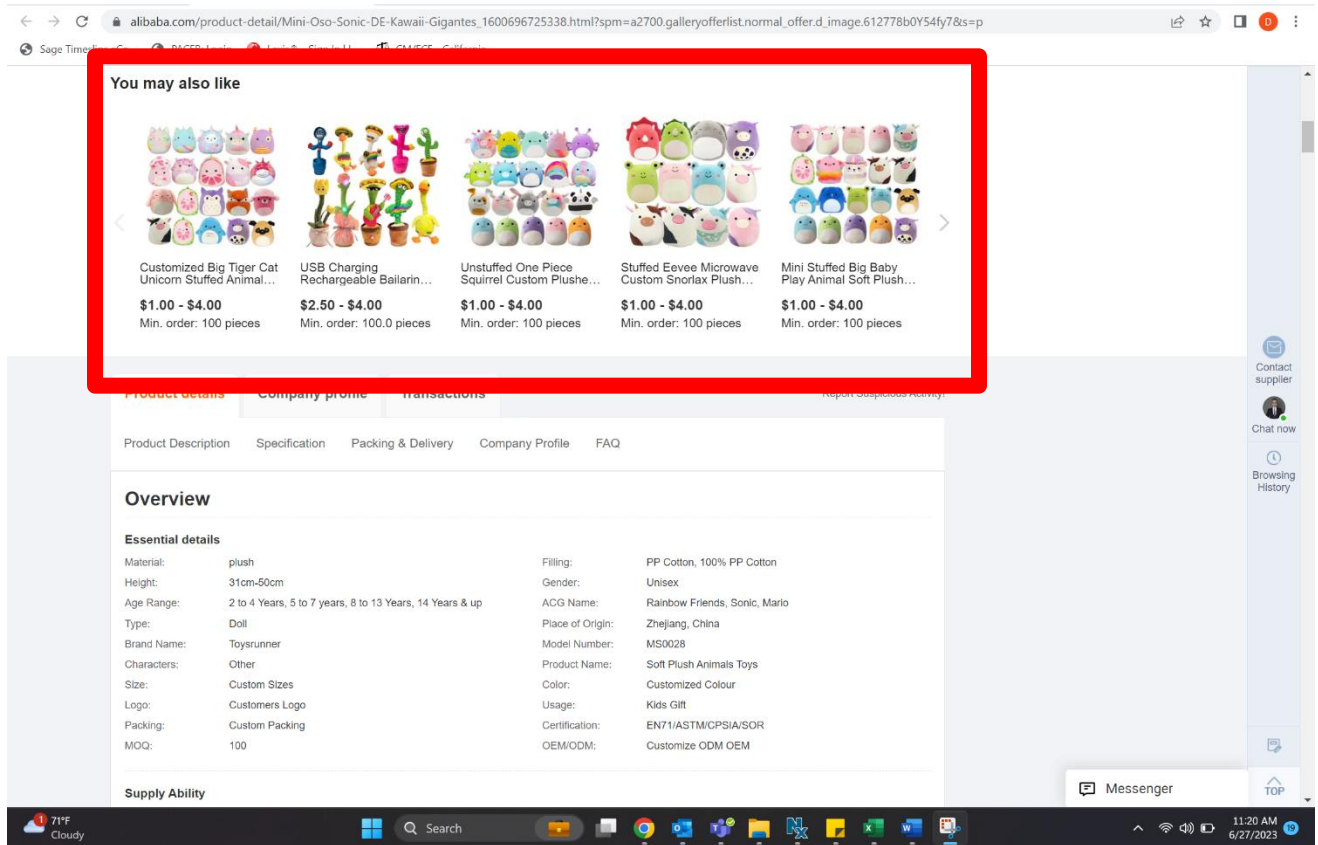 alibaba.com/product-detail/Mini-Oso-Sonic-DE-Kawaii-Gigantes_1600696725338.html?spm=a2700.galleryofferlist.normal_offer.d_image.612778b0Y54fy7&s=p
D
Sage
You may also like
Customized Big Tiger Cat
Unicorn Stuffed Animal...
$1.00 - $4.00
Min. order: 100 pieces
USB Charging
Rechargeable Bailarin...
$2.50 - $4.00
Min. order: 100.0 pieces
Unstuffed One Piece
Squirrel Custom Plushe...
$1.00 - $4.00
Min. order: 100 pieces
Stuffed Eevee Microwave
Custom Snorlax Plush...
$1.00 - $4.00
Min. order: 100 pieces
Mini Stuffed Big Baby
Play Animal Soft Plush...
$1.00 - $4.00
Min. order: 100 pieces
Contact
supplier
Chat now
Browsing
History
Product details Company profile Transactions Report Suspicious Activity!
Product Description Specification Packing & Delivery Company Profile FAQ
Overview
Essential details
Material: plush Filling: PP Cotton, 100% PP Cotton
Height: 31cm-50cm Gender: Unisex
Age Range: 2 to 4 Years, 5 to 7 years, 8 to 13 Years, 14 Years & up ACG Name: Rainbow Friends, Sonic, Mario
Type: Doll Place of Origin: Zhejiang, China
Brand Name: Toysrunner Model Number: MS0028
Characters: Other Product Name: Soft Plush Animals Toys
Size: Custom Sizes Color: Customized Colour
Logo: Customers Logo Usage: Kids Gift
Packing: Custom Packing Certification: EN71/ASTM/CPSIA/SOR
MOQ: 100 OEM/ODM: Customize ODM OEM
Supply Ability
Messenger
TOP
1
71°F
Cloudy
Search
11:20 AM
6/27/2023
19